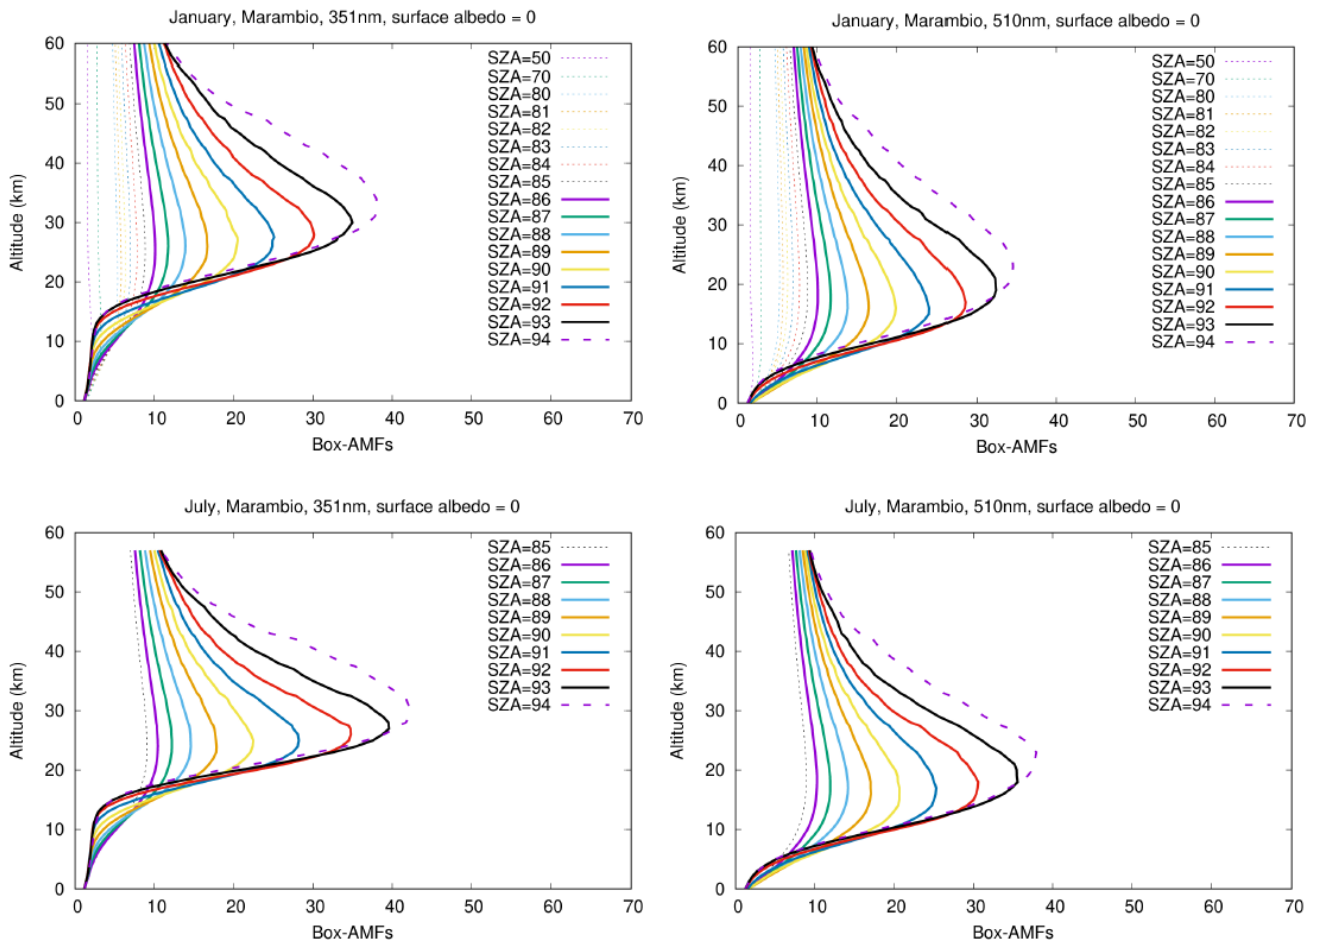 January, Marambio, 351nm, surface albedo = 0
60
50
40
30
20
10
0
Altitude (km)
SZA=50
SZA=70
SZA=80
SZA=81
SZA=82
SZA=83
SZA=84
SZA=85
SZA=86
SZA=87
SZA=88
SZA=89
SZA=90
SZA=91
SZA=92
SZA=93
SZA=94
0 10 20 30 40 50 60 70
Box-AMFs
January, Marambio, 510nm, surface albedo = 0
60
50
40
30
20
10
0
Altitude (km)
SZA=50
SZA=70
SZA=80
SZA=81
SZA=82
SZA=83
SZA=84
SZA=85
SZA=86
SZA=87
SZA=88
SZA=89
SZA=90
SZA=91
SZA=92
SZA=93
SZA=94
0 10 20 30 40 50 60 70
Box-AMFs
July, Marambio, 351nm, surface albedo = 0
60
50
40
30
20
10
0
Altitude (km)
SZA=85
SZA=86
SZA=87
SZA=88
SZA=89
SZA=90
SZA=91
SZA=92
SZA=93
SZA=94
0 10 20 30 40 50 60 70
Box-AMFs
July, Marambio, 510nm, surface albedo = 0
60
50
40
30
20
10
0
Altitude (km)
SZA=85
SZA=86
SZA=87
SZA=88
SZA=89
SZA=90
SZA=91
SZA=92
SZA=93
SZA=94
0 10 20 30 40 50 60 70
Box-AMFs